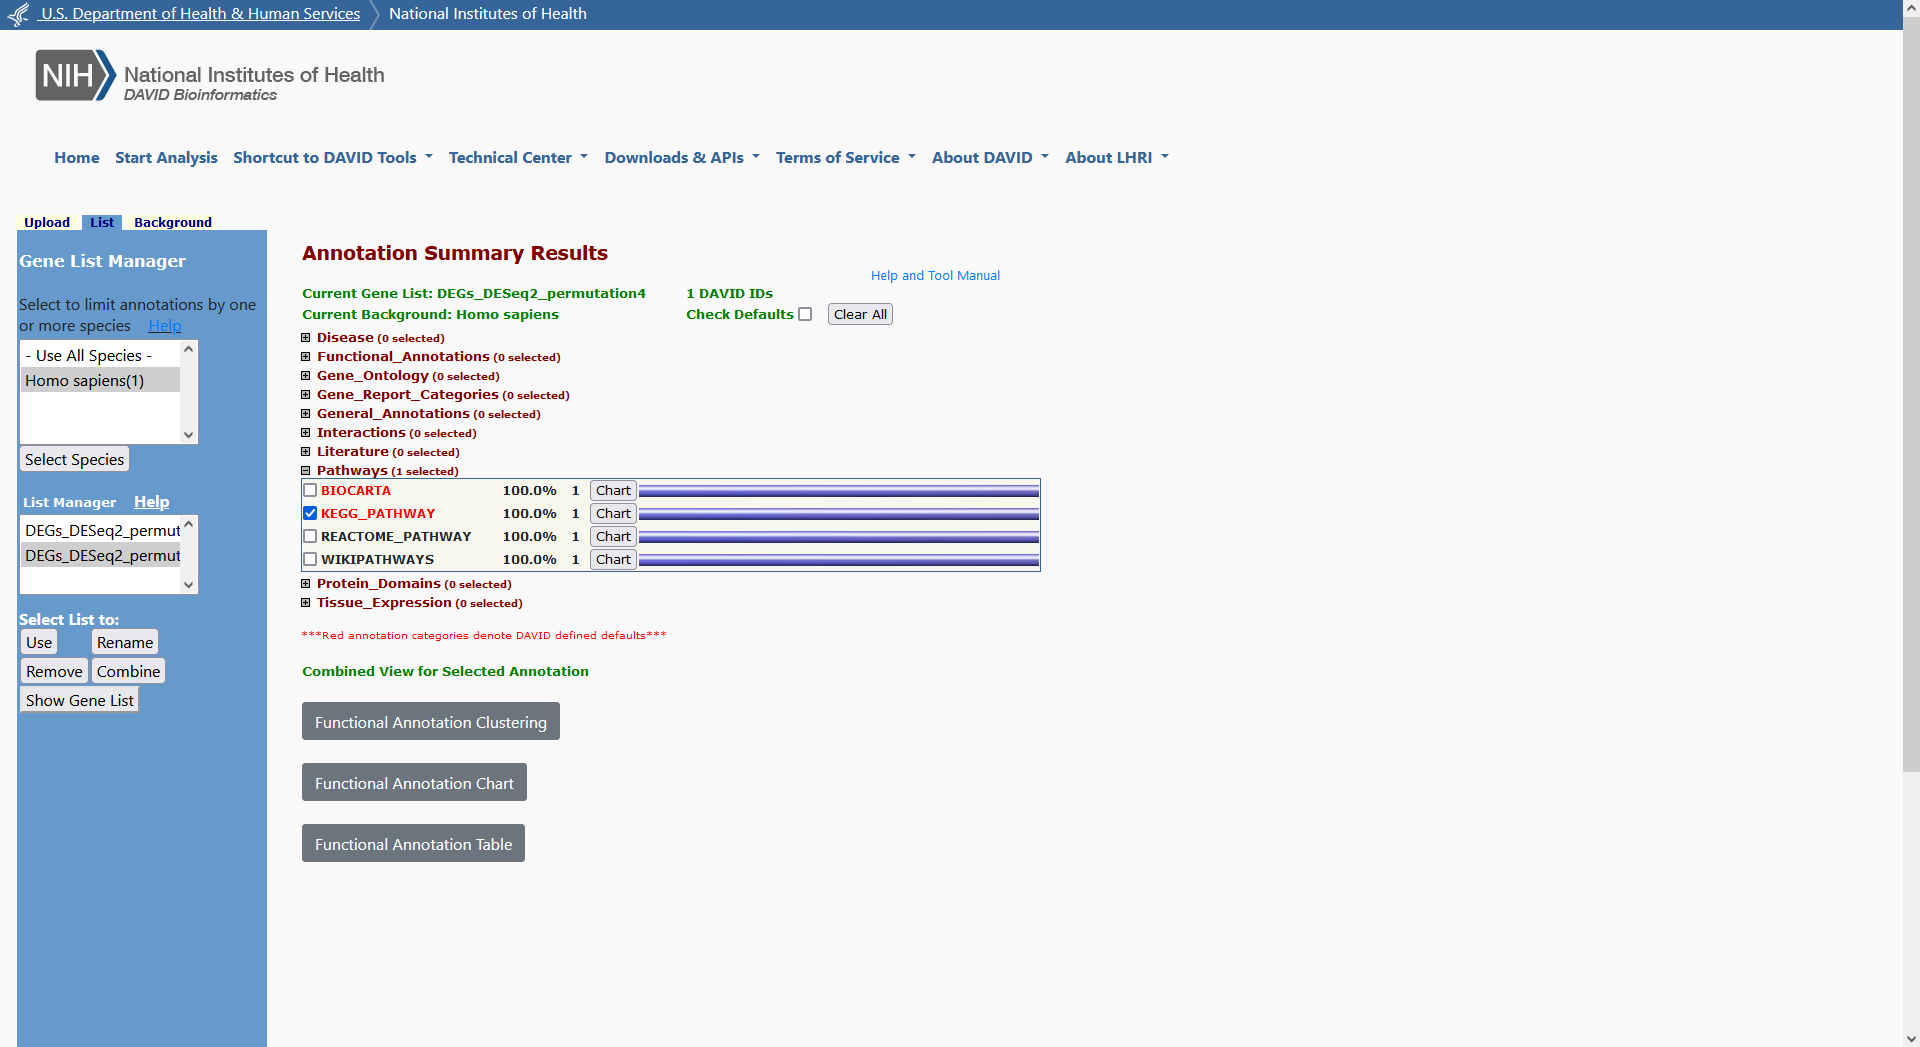 U.S. Department of Health & Human Services National Institutes of Health
NIH National Institutes of Health
DAVID Bioinformatics
Home Start Analysis Shortcut to DAVID Tools Technical Center Downloads & APIs Terms of Service About DAVID About LHRI
Upload List Background
Gene List Manager
Select to limit annotations by one
or more species Help
- Use All Species -
Homo sapiens(1)
Select Species
List Manager Help
DEGs_DESeq2_permut
DEGs_DESeq2_permut
Select List to:
Use Rename
Remove Combine
Show Gene List
Annotation Summary Results
Help and Tool Manual
Current Gene List: DEGs_DESeq2_permutation4 1 DAVID IDs
Current Background: Homo sapiens Check Defaults Clear All
Disease (0 selected)
Functional_Annotations (0 selected)
Gene_Ontology (0 selected)
Gene_Report_Categories (0 selected)
General_Annotations (0 selected)
Interactions (0 selected)
Literature (0 selected)
Pathways (1 selected)
BIOCARTA 100.0% 1 Chart
KEGG_PATHWAY 100.0% 1 Chart
REACTOME_PATHWAY 100.0% 1 Chart
WIKIPATHWAYS 100.0% 1 Chart
Protein_Domains (0 selected)
Tissue_Expression (0 selected)
***Red annotation categories denote DAVID defined defaults***
Combined View for Selected Annotation
Functional Annotation Clustering
Functional Annotation Chart
Functional Annotation Table